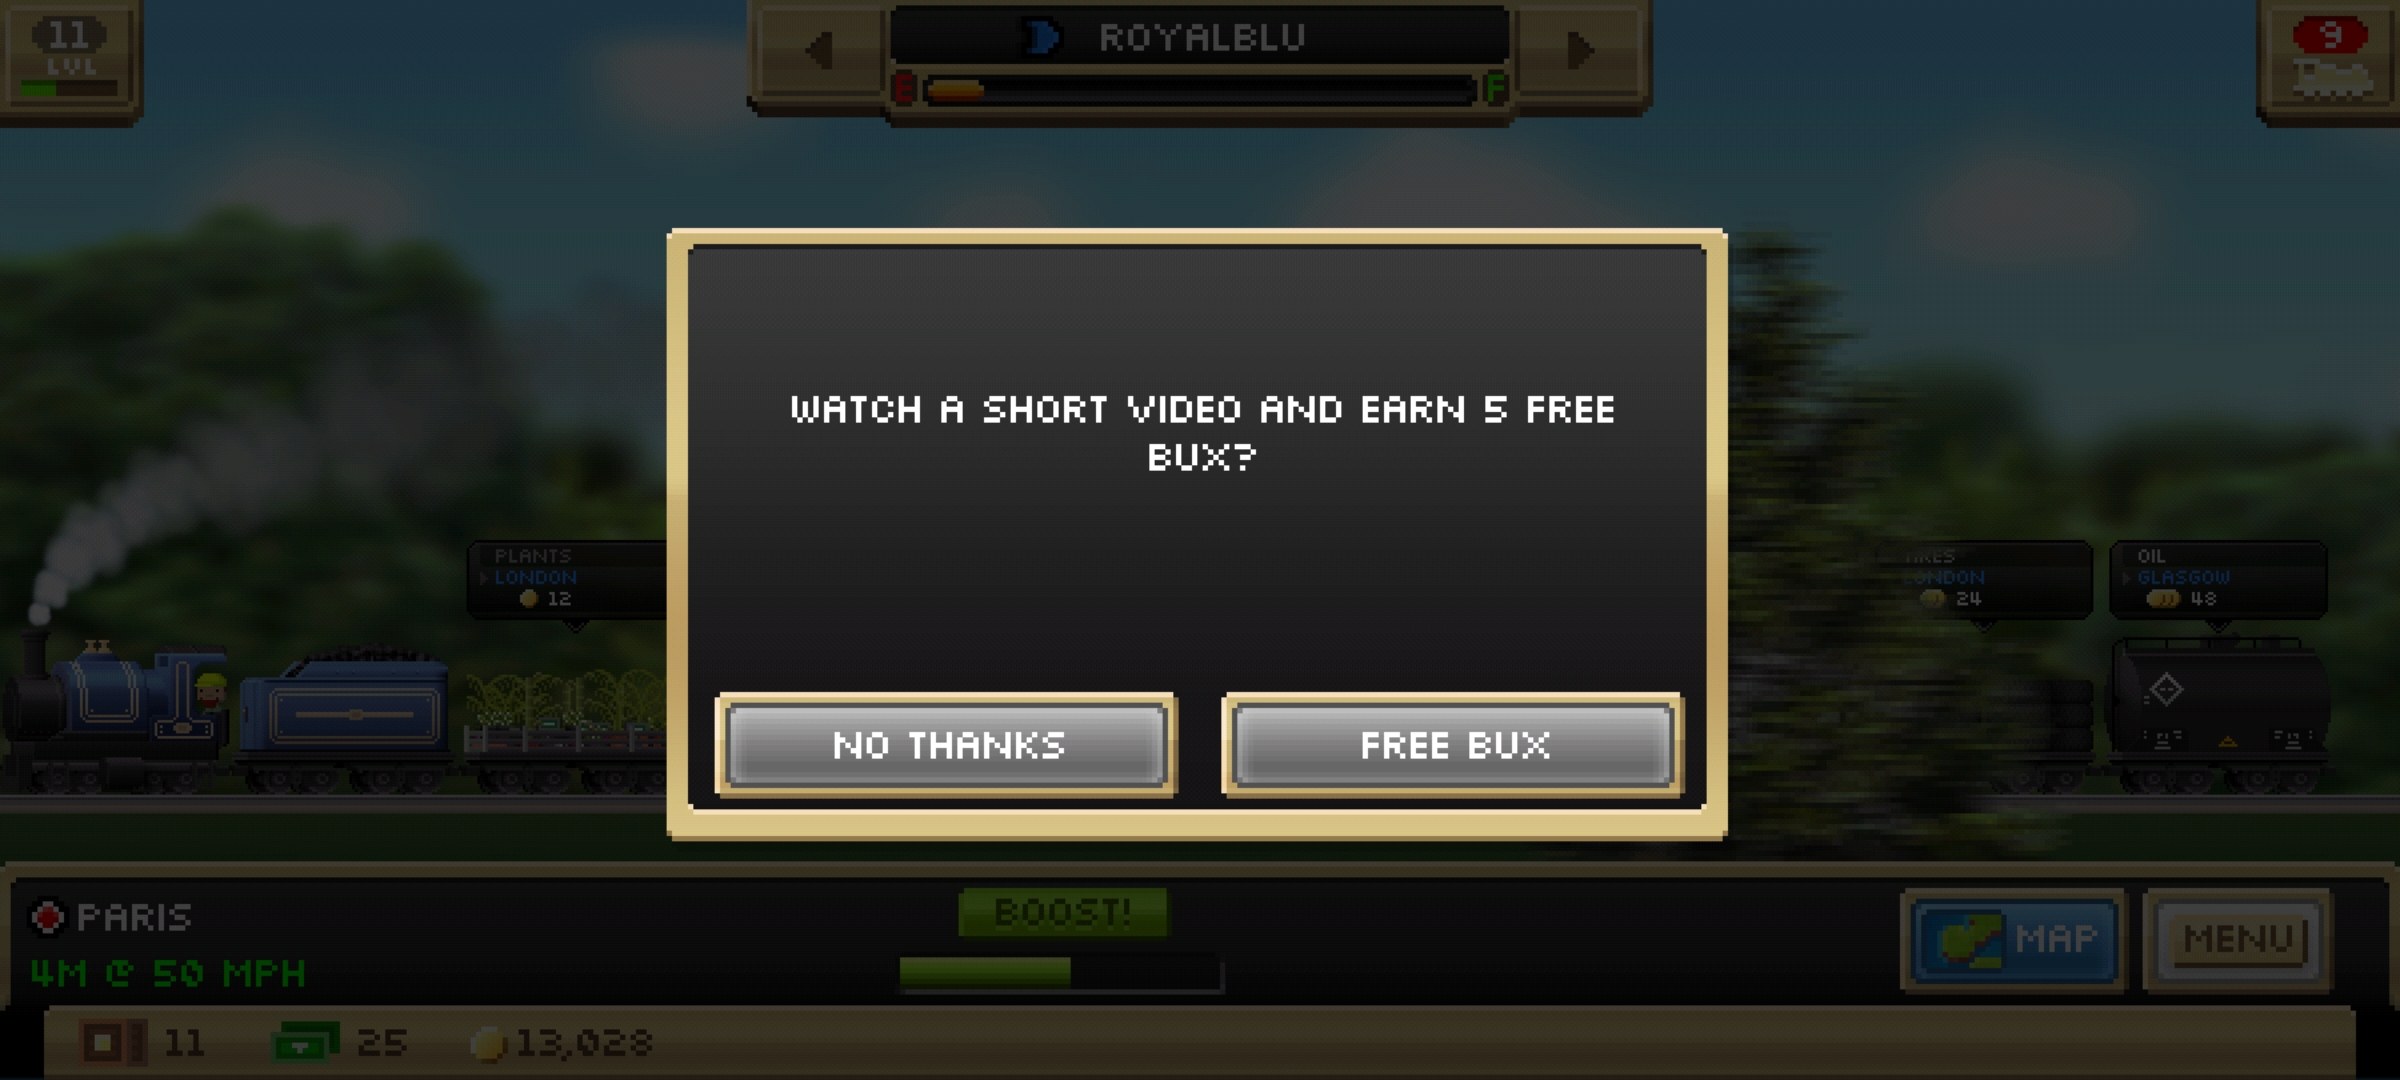 11
LVL
ROYALBLU
E
F
9
WATCH A SHORT VIDEO AND EARN 5 FREE
BUX?
PLANTS
LONDON
12
LONDON
24
OIL
GLASGOW
48
NO THANKS
FREE BUX
PARIS
4M @ 50 MPH
BOOST!
MAP
MENU
11
25
13,028